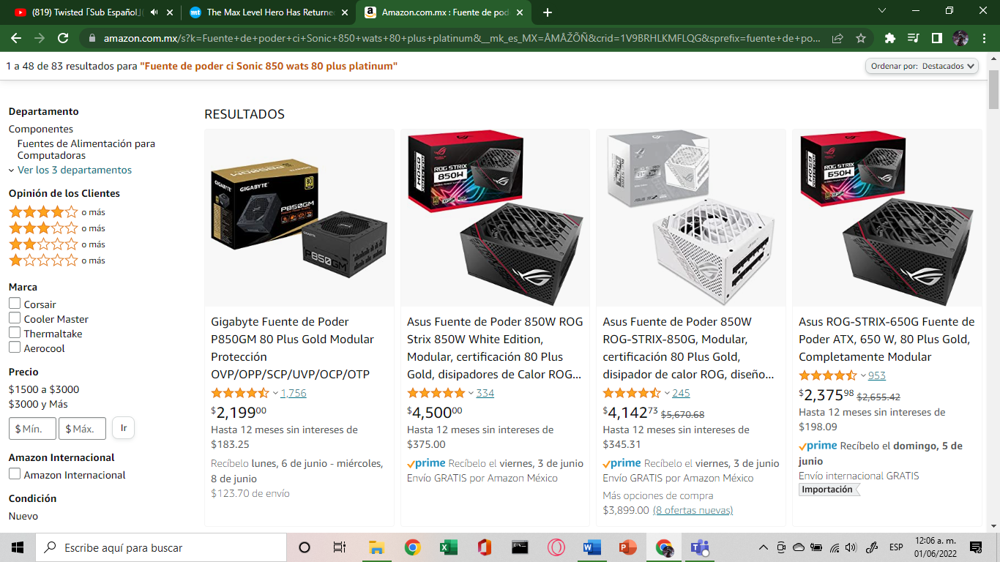 (819) Twisted「Sub Español」(
The Max Level Hero Has Returne
Amazon.com.mx : Fuente de pod
amazon.com.mx/s?k=Fuente+de+poder+ci+Sonic+850+wats+80+plus+platinum&__mk_es_MX=ÅMÅŽÕÑ&crid=1V9BRHLKMFLQG&sprefix=fuente+de+po...
1 a 48 de 83 resultados para "Fuente de poder ci Sonic 850 wats 80 plus platinum"
Ordenar por: Destacados
Departamento
Componentes
Fuentes de Alimentación para
Computadoras
Ver los 3 departamentos
Opinión de los Clientes
o más
o más
o más
o más
Marca
Corsair
Cooler Master
Thermaltake
Aerocool
Precio
$1500 a $3000
$3000 y Más
$ Mín.
$ Máx.
Ir
Amazon Internacional
Amazon Internacional
Condición
Nuevo
RESULTADOS
GIGABYTE
P850GM
P850GM
Gigabyte Fuente de Poder
P850GM 80 Plus Gold Modular
Protección
OVP/OPP/SCP/UVP/OCP/OTP
1,756
$2,199.00
Hasta 12 meses sin intereses de
$183.25
Recíbelo lunes, 6 de junio - miércoles,
8 de junio
$123.70 de envío
ROG STRIX
850W
Asus Fuente de Poder 850W ROG
Strix 850W White Edition,
Modular, certificación 80 Plus
Gold, disipadores de Calor ROG...
334
$4,500.00
Hasta 12 meses sin intereses de
$375.00
prime Recíbelo el viernes, 3 de junio
Envío GRATIS por Amazon México
Asus Fuente de Poder 850W
ROG-STRIX-850G, Modular,
certificación 80 Plus Gold,
disipador de calor ROG, diseño...
245
$4,142.73 $5,670.68
Hasta 12 meses sin intereses de
$345.31
prime Recíbelo el viernes, 3 de junio
Envío GRATIS por Amazon México
Más opciones de compra
$3,899.00 (8 ofertas nuevas)
ROG STRIX
650W
Asus ROG-STRIX-650G Fuente de
Poder ATX, 650 W, 80 Plus Gold,
Completamente Modular
953
$2,375.98 $2,655.42
Hasta 12 meses sin intereses de
$198.09
prime Recíbelo el domingo, 5 de
junio
Envío internacional GRATIS
Importación
Escribe aquí para buscar
ESP
12:06 a. m.
01/06/2022